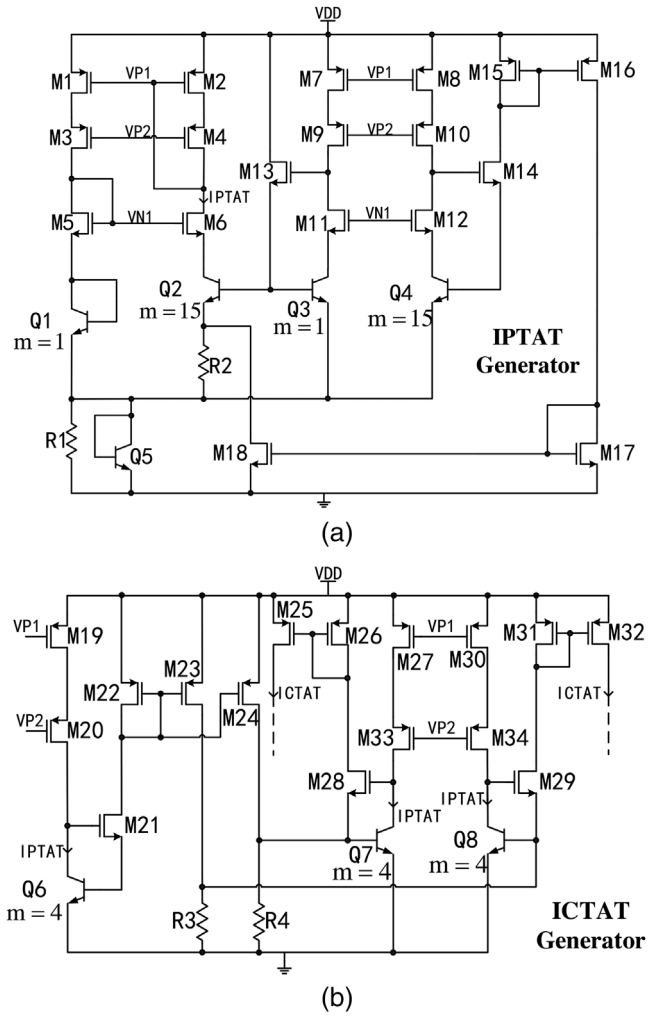 VDD
M1 VP1 M2 M7 VP1 M8 M15 M16
M3 VP2 M4 M9 VP2 M10
M13 M14
IPTAT
M5 VN1 M6 M11 VN1 M12
Q1 Q2 Q3 Q4
m = 1 m = 15 m = 1 m = 15
IPTAT
Generator
R2
R1 Q5 M18 M17
(a)
VDD
VP1 M19 M25 M26 VP1 M31 M32
M27 M30
M22 M23 M24 ICTAT ICTAT
VP2 M20 M33 VP2 M34
M21 M28 M29
IPTAT IPTAT IPTAT
Q6 Q7 Q8
m = 4 m = 4 m = 4
R3 R4
ICTAT
Generator
(b)